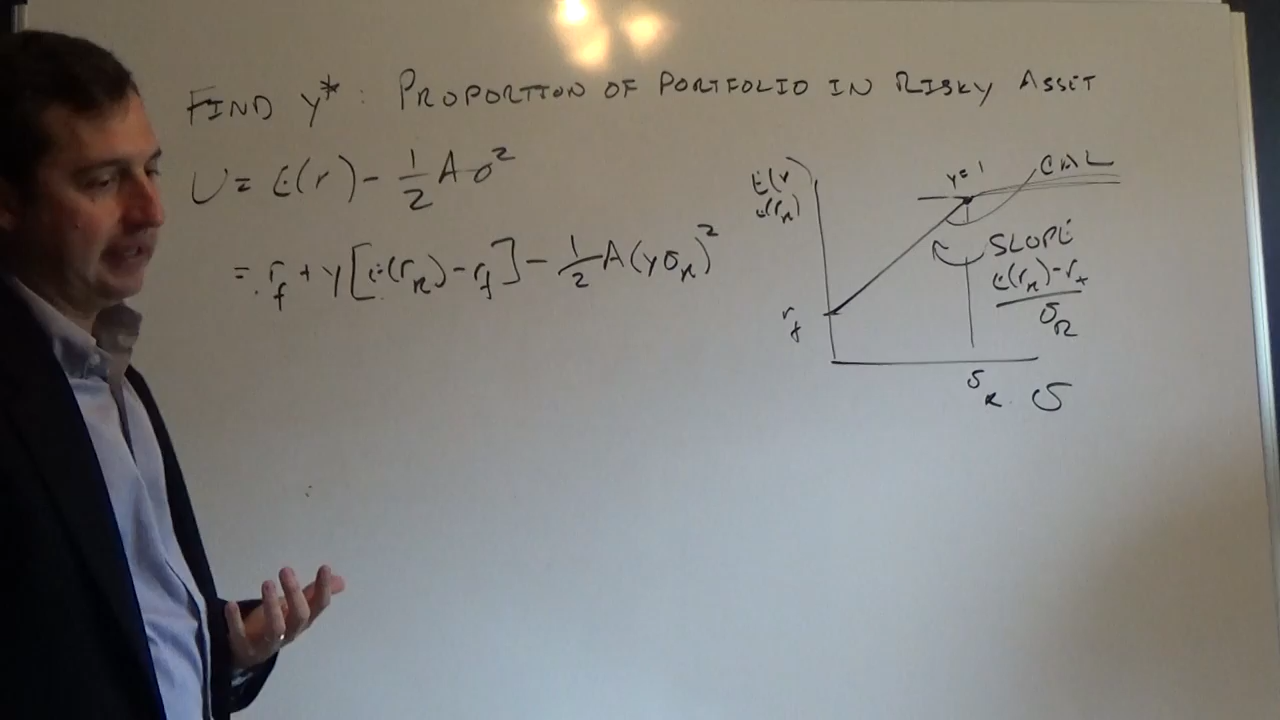 FIND y* : PROPORTION OF PORTFOLIO IN RISKY ASSET
U = E(r) - 1/2 A σ²
= r_f + y[E(r_R) - r_f] - 1/2 A(yσ_R)²
E(r)
E(r_R)
y=1
CAL
SLOPE
E(r_R) - r_f
σ_R
r_f
σ_R
σ